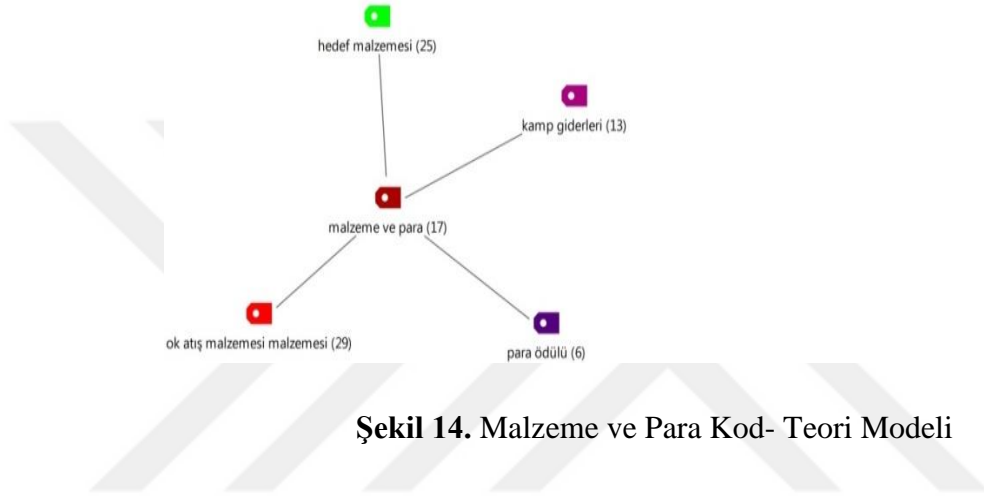 hedef malzemesi (25)
kamp giderleri (13)
malzeme ve para (17)
ok atış malzemesi malzemesi (29)
para ödülü (6)
Şekil 14. Malzeme ve Para Kod- Teori Modeli